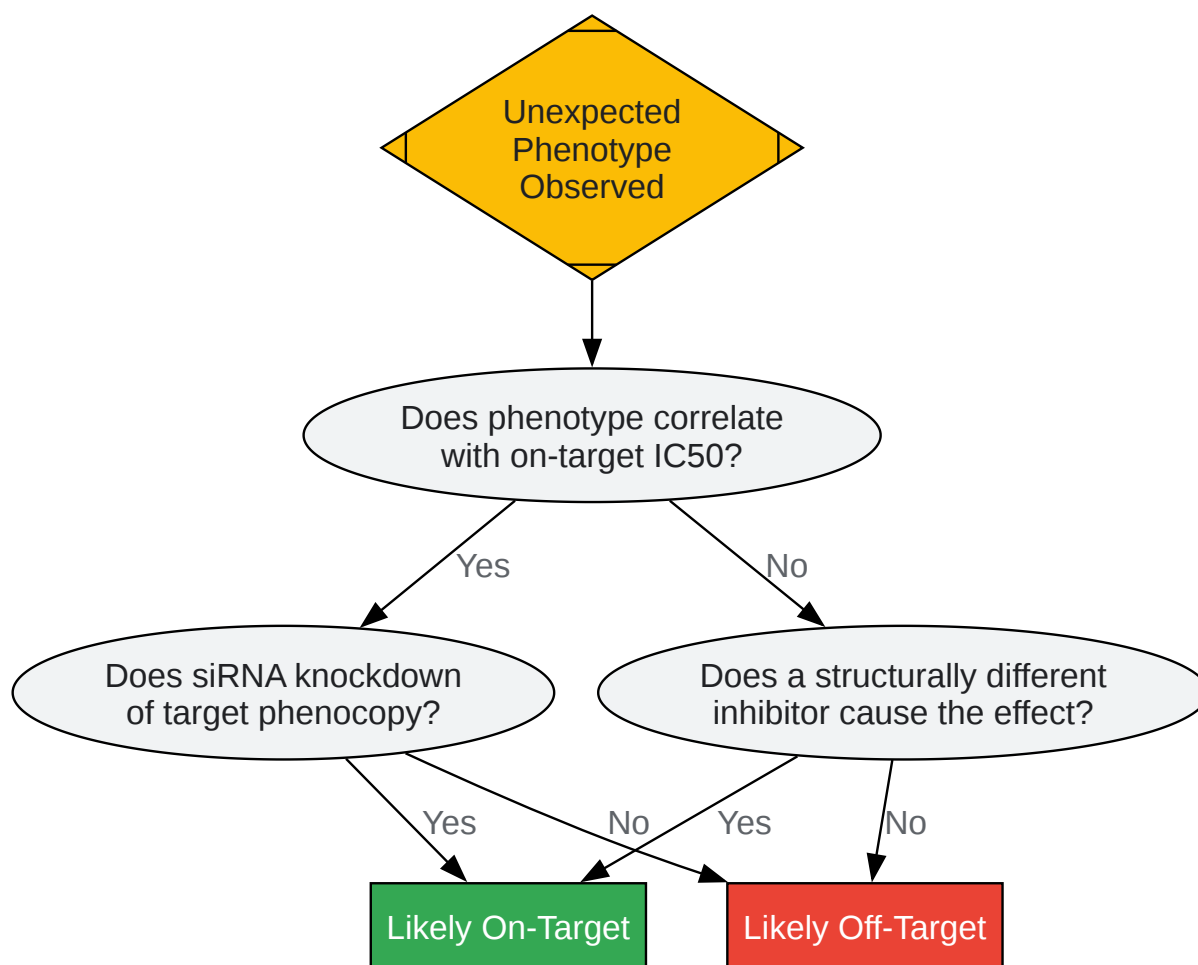 Unexpected
Phenotype
Observed
Does phenotype correlate
with on-target IC50?
Yes
No
Does siRNA knockdown
of target phenocopy?
Does a structurally different
inhibitor cause the effect?
Yes
No
Yes
No
Likely On-Target
Likely Off-Target